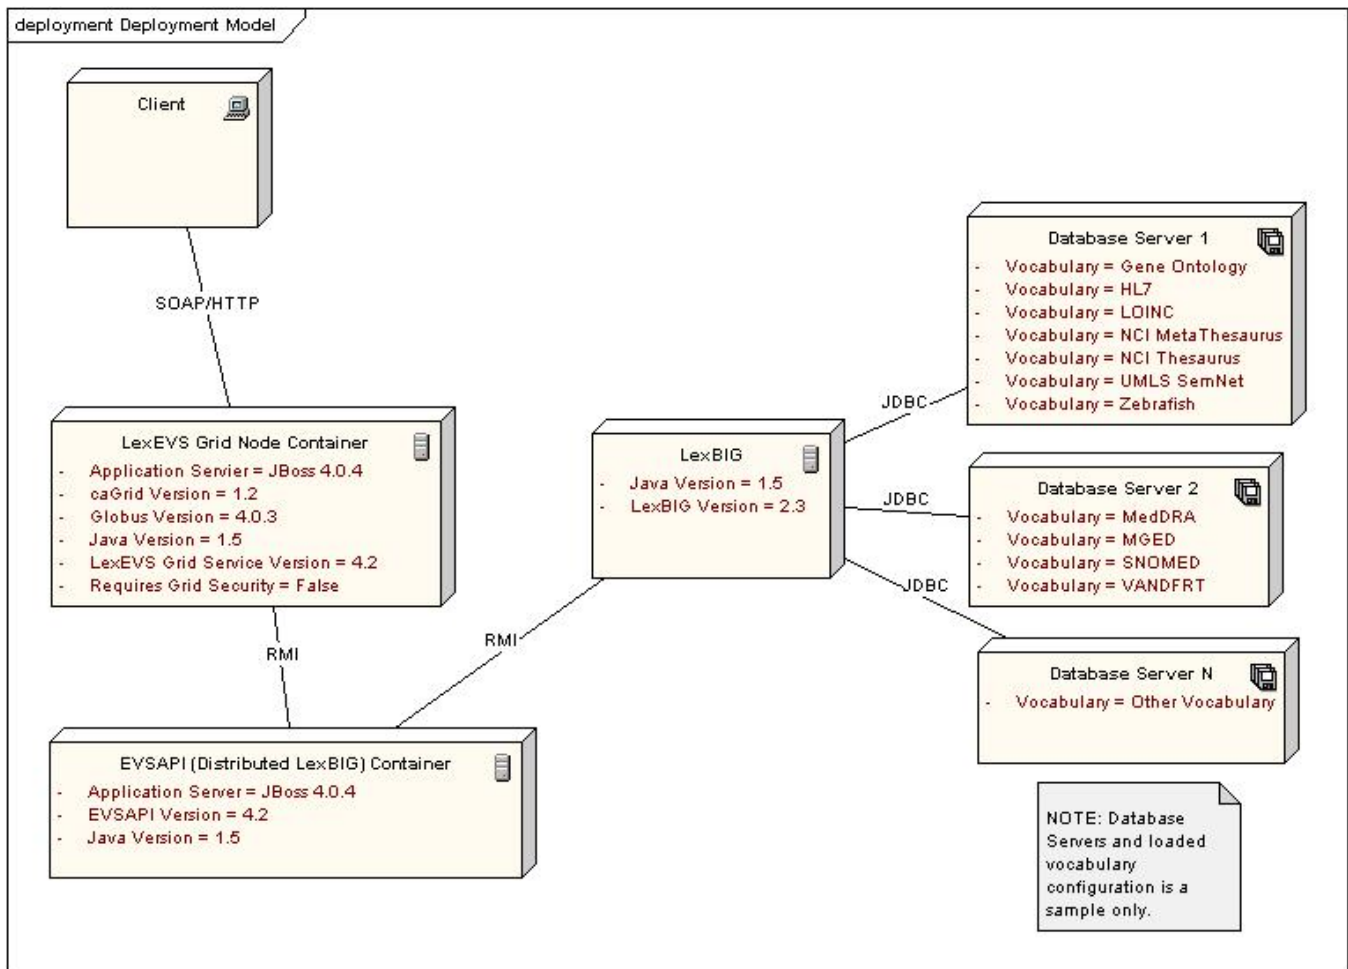 deployment Deployment Model
Client
SOAP/HTTP
LexEVS Grid Node Container
- Application Servier = JBoss 4.0.4
- caGrid Version = 1.2
- Globus Version = 4.0.3
- Java Version = 1.5
- LexEVS Grid Service Version = 4.2
- Requires Grid Security = False
RMI
EVSAPI (Distributed LexBIG) Container
- Application Server = JBoss 4.0.4
- EVSAPI Version = 4.2
- Java Version = 1.5
RMI
LexBIG
- Java Version = 1.5
- LexBIG Version = 2.3
JDBC
JDBC
JDBC
Database Server 1
- Vocabulary = Gene Ontology
- Vocabulary = HL7
- Vocabulary = LOINC
- Vocabulary = NCI MetaThesaurus
- Vocabulary = NCI Thesaurus
- Vocabulary = UMLS SemNet
- Vocabulary = Zebrafish
Database Server 2
- Vocabulary = MedDRA
- Vocabulary = MGED
- Vocabulary = SNOMED
- Vocabulary = VANDFRT
Database Server N
- Vocabulary = Other Vocabulary
NOTE: Database
Servers and loaded
vocabulary
configuration is a
sample only.